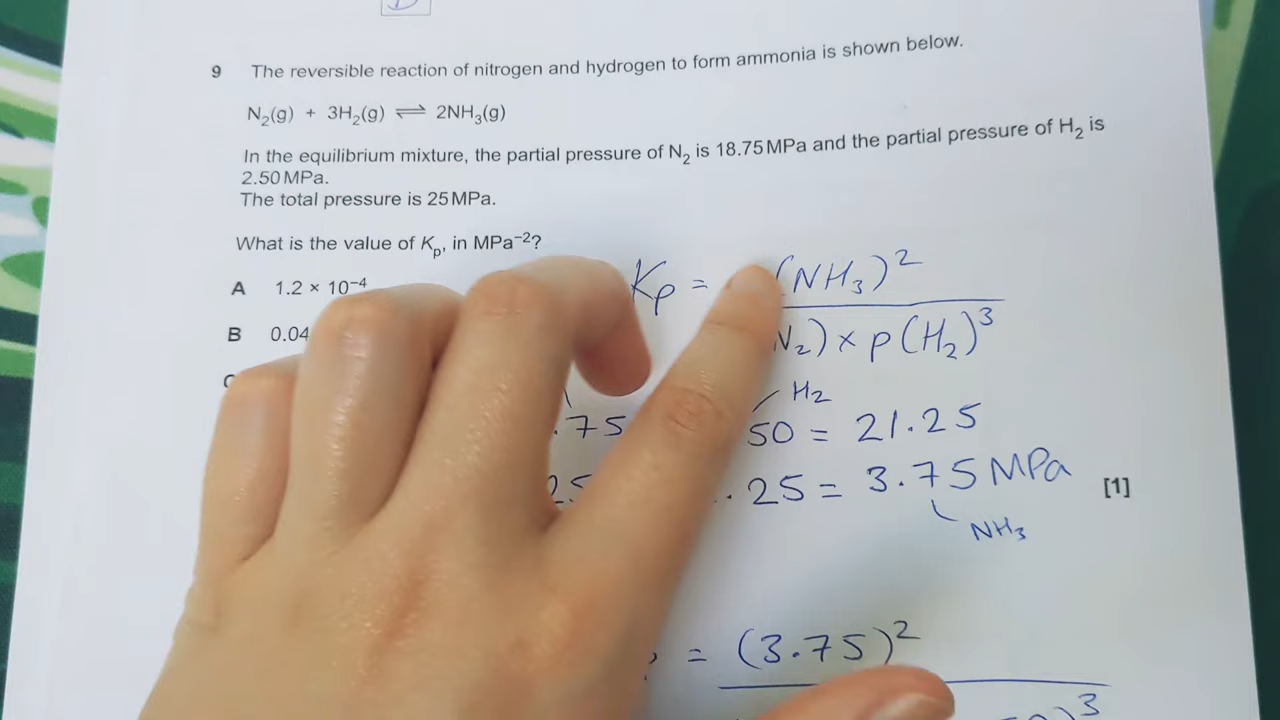 9 The reversible reaction of nitrogen and hydrogen to form ammonia is shown below.
N₂(g) + 3H₂(g) ⇌ 2NH₃(g)
In the equilibrium mixture, the partial pressure of N₂ is 18.75 MPa and the partial pressure of H₂ is
2.50 MPa.
The total pressure is 25 MPa.
What is the value of Kp, in MPa⁻²?
A 1.2 × 10⁻⁴
B 0.04
Kp = (NH₃)²
₂) × p(H₂)³
H₂
.75 50 = 21.25
25 .25 = 3.75 MPa
[1]
NH₃
= (3.75)²
)³